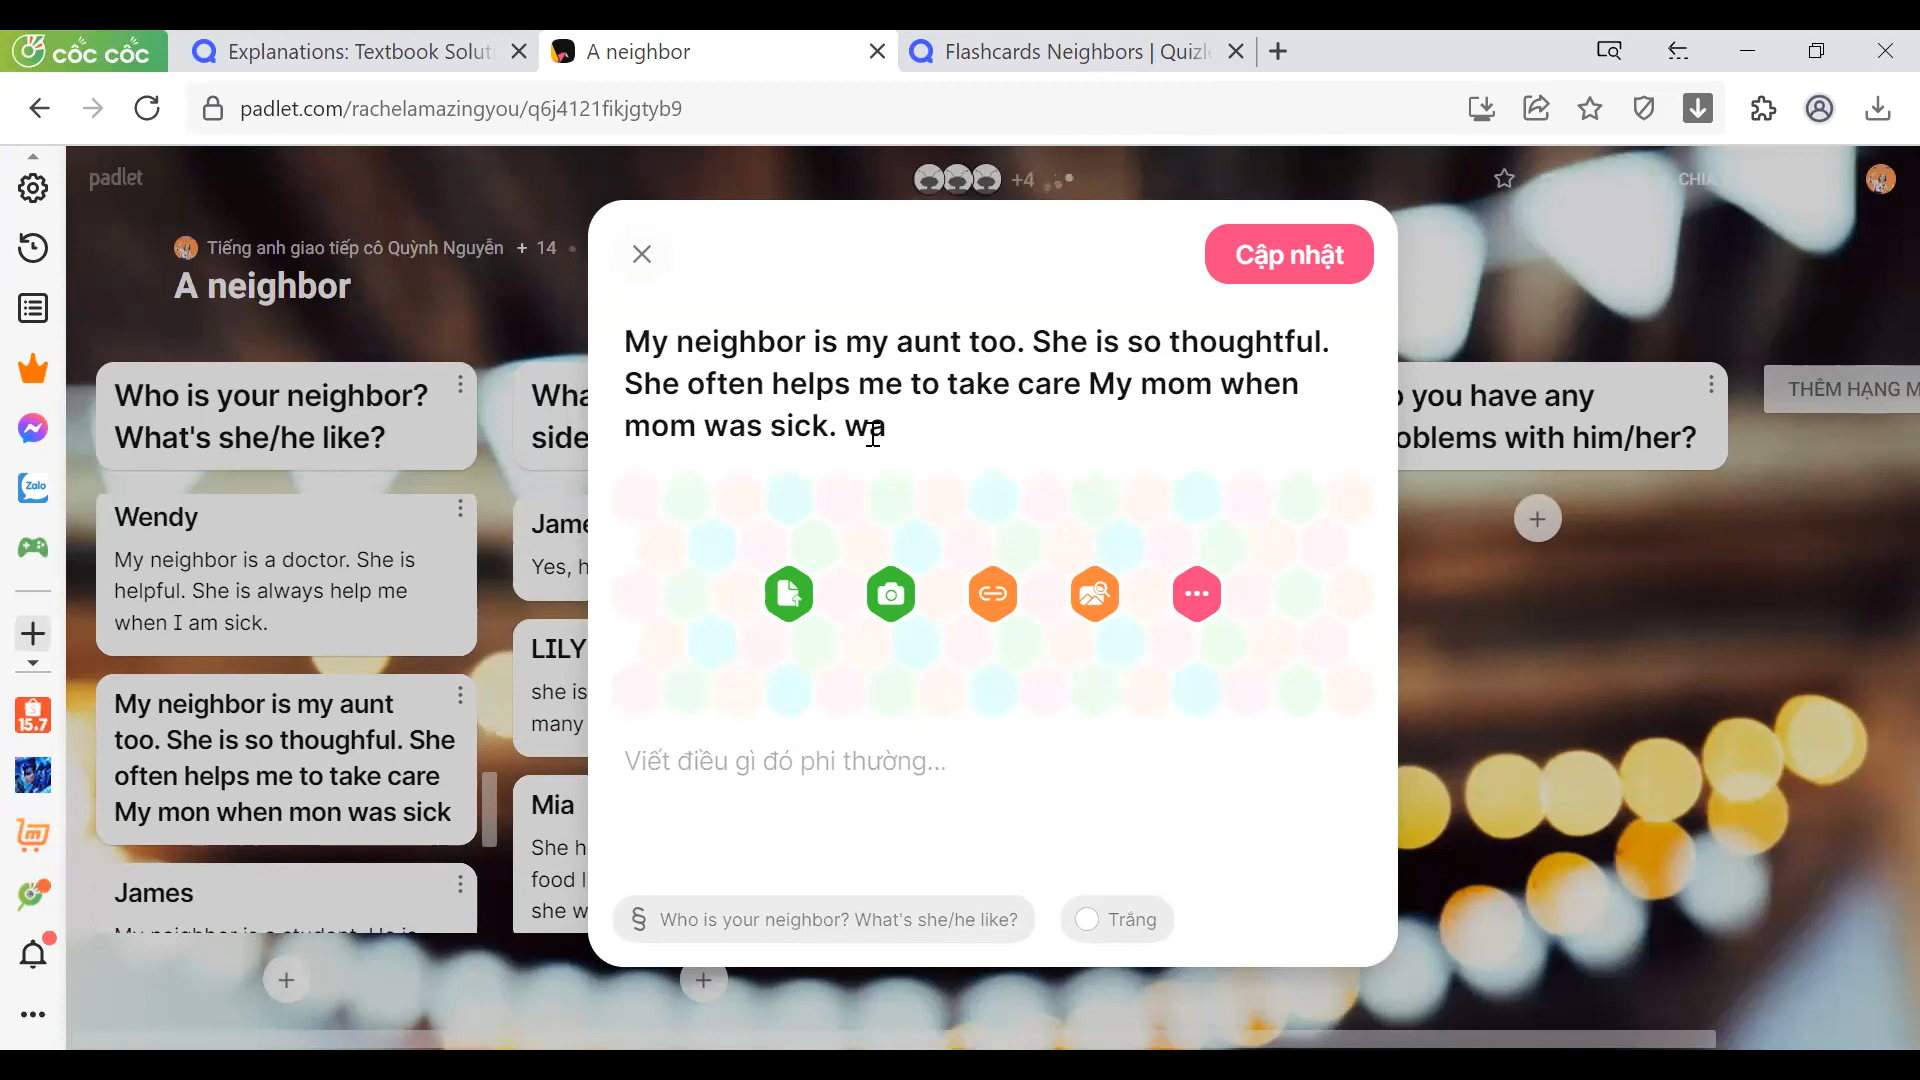 cốc cốc
Explanations: Textbook Soluti
A neighbor
Flashcards Neighbors | Quizle
padlet.com/rachelamazingyou/q6j4121fikjgtyb9
padlet
+4
CHIA
Tiếng anh giao tiếp cô Quỳnh Nguyễn + 14
A neighbor
Who is your neighbor?
What's she/he like?
Wendy
My neighbor is a doctor. She is
helpful. She is always help me
when I am sick.
My neighbor is my aunt
too. She is so thoughful. She
often helps me to take care
My mon when mon was sick
James
Wha
side
Jame
Yes, h
LILY
she is
many
Mia
She h
food l
she w
Cập nhật
My neighbor is my aunt too. She is so thoughtful.
She often helps me to take care My mom when
mom was sick. wa
Viết điều gì đó phi thường...
§ Who is your neighbor? What's she/he like?
Trắng
you have any
oblems with him/her?
THÊM HẠNG M
Zalo
15.7